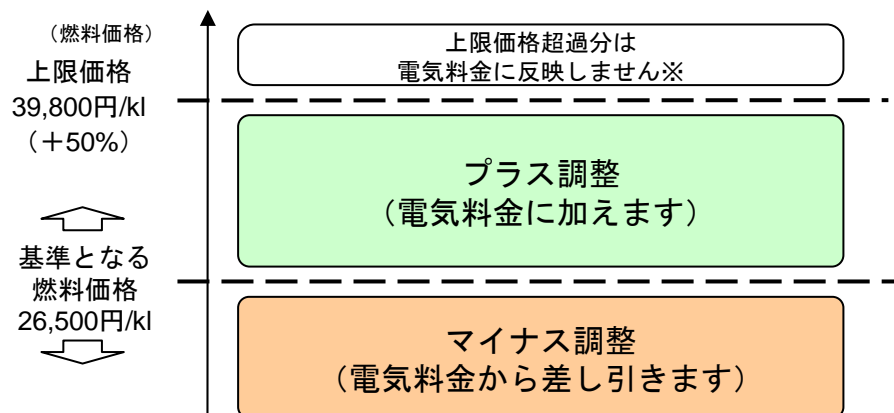 （燃料価格）
上限価格
39,800円/kl
（＋50%）
基準となる
燃料価格
26,500円/kl
上限価格超過分は
電気料金に反映しません※
プラス調整
（電気料金に加えます）
マイナス調整
（電気料金から差し引きます）